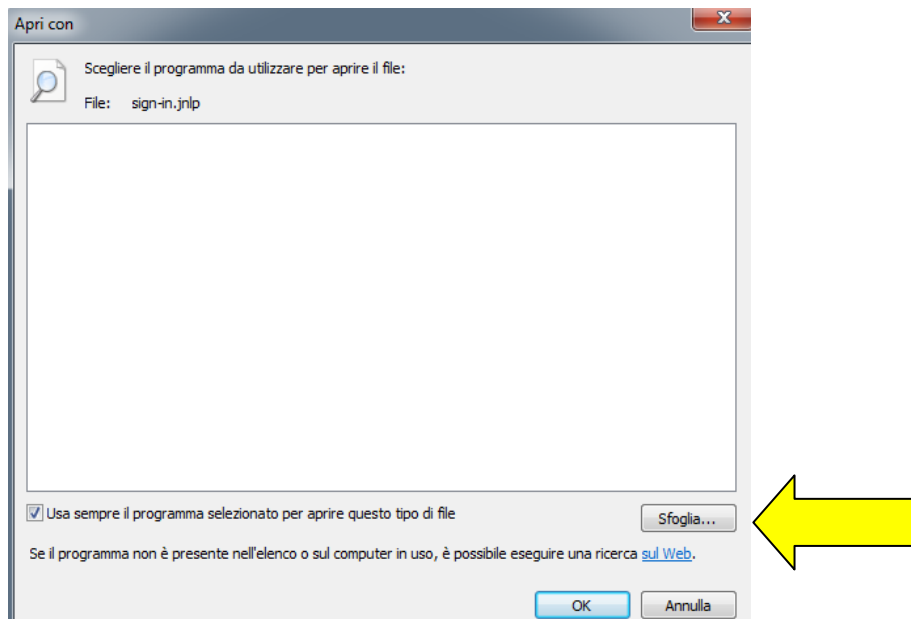 Apri con
Scegliere il programma da utilizzare per aprire il file:
File: sign-in.jnlp
Usa sempre il programma selezionato per aprire questo tipo di file
Sfoglia...
Se il programma non è presente nell'elenco o sul computer in uso, è possibile eseguire una ricerca sul Web.
OK
Annulla